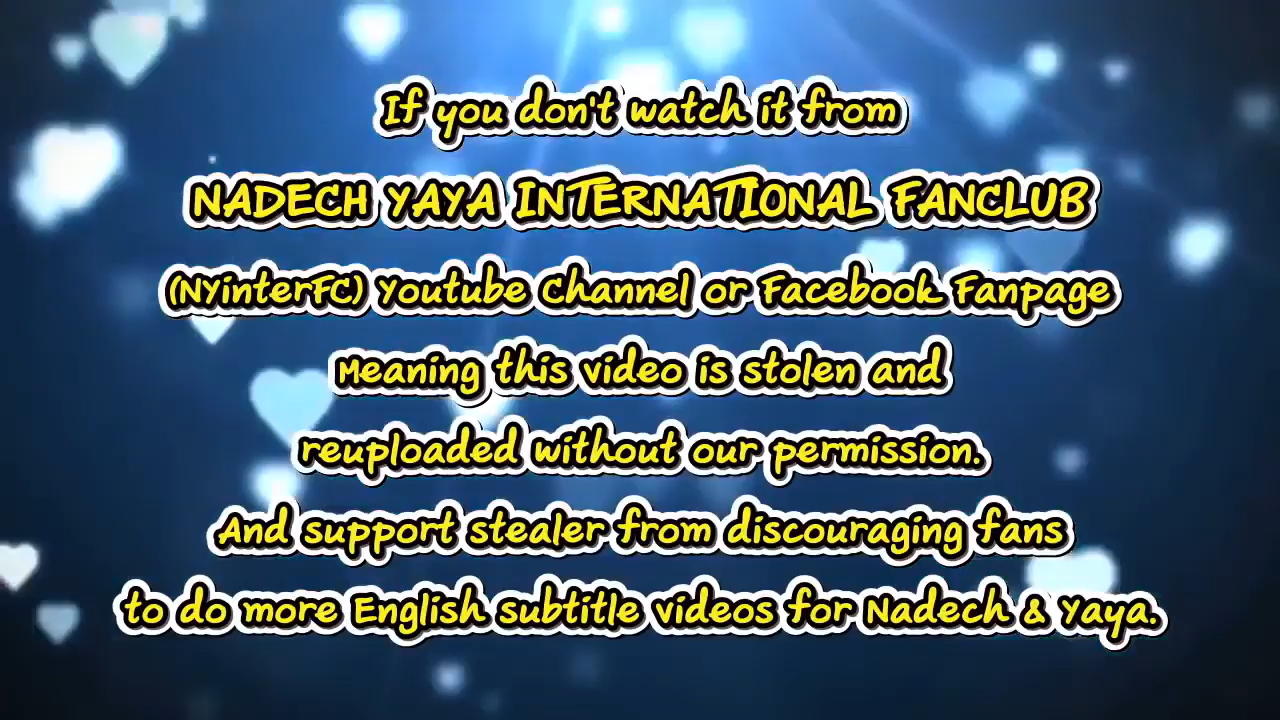 If you don't watch it from
NADECH YAYA INTERNATIONAL FANCLUB
(NYinterFC) Youtube Channel or Facebook Fanpage
Meaning this video is stolen and
reuploaded without our permission.
And support stealer from discouraging fans
to do more English subtitle videos for Nadech & Yaya.